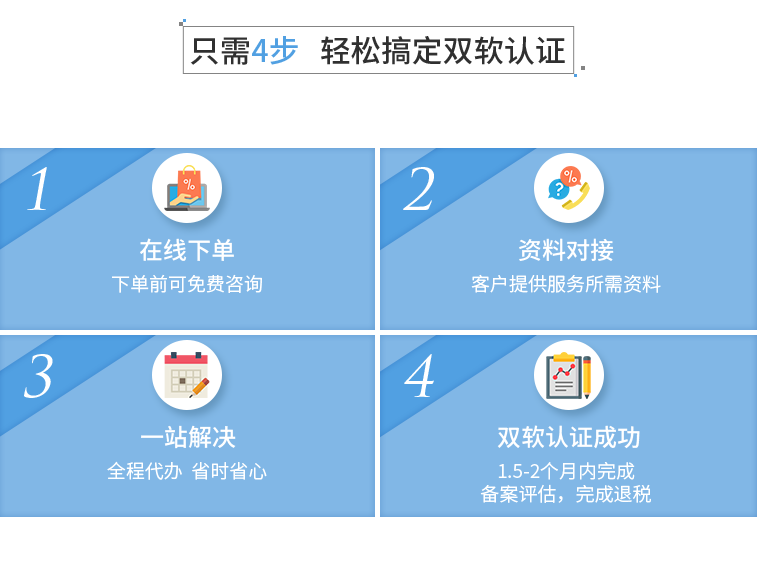 只需4步 轻松搞定双软认证
1
在线下单
下单前可免费咨询
2
资料对接
客户提供服务所需资料
3
一站解决
全程代办 省时省心
4
双软认证成功
1.5-2个月内完成
备案评估，完成退税